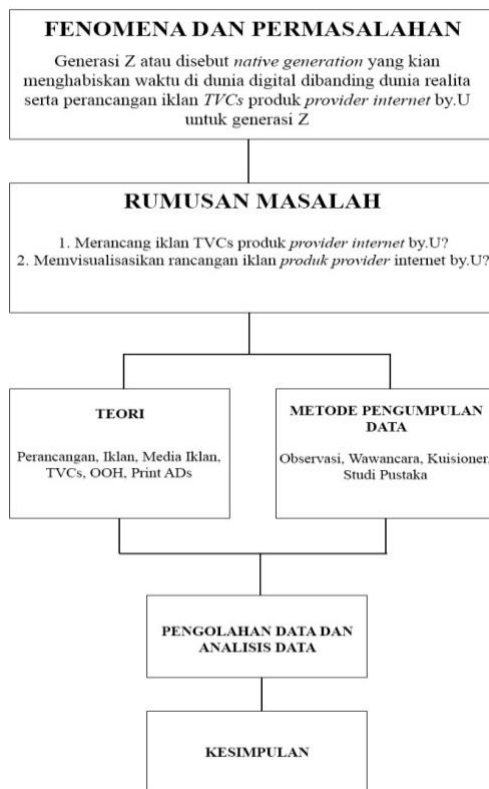 FENOMENA DAN PERMASALAHAN
Generasi Z atau disebut native generation yang kian
menghabiskan waktu di dunia digital dibanding dunia realita
serta perancangan iklan TVCs produk provider internet by.U
untuk generasi Z
RUMUSAN MASALAH
1. Merancang iklan TVCs produk provider internet by.U?
2. Memvisualisasikan rancangan iklan produk provider internet by.U?
TEORI
Perancangan, Iklan, Media Iklan,
TVCs, OOH, Print ADs
METODE PENGUMPULAN
DATA
Observasi, Wawancara, Kuisioner,
Studi Pustaka
PENGOLAHAN DATA DAN
ANALISIS DATA
KESIMPULAN